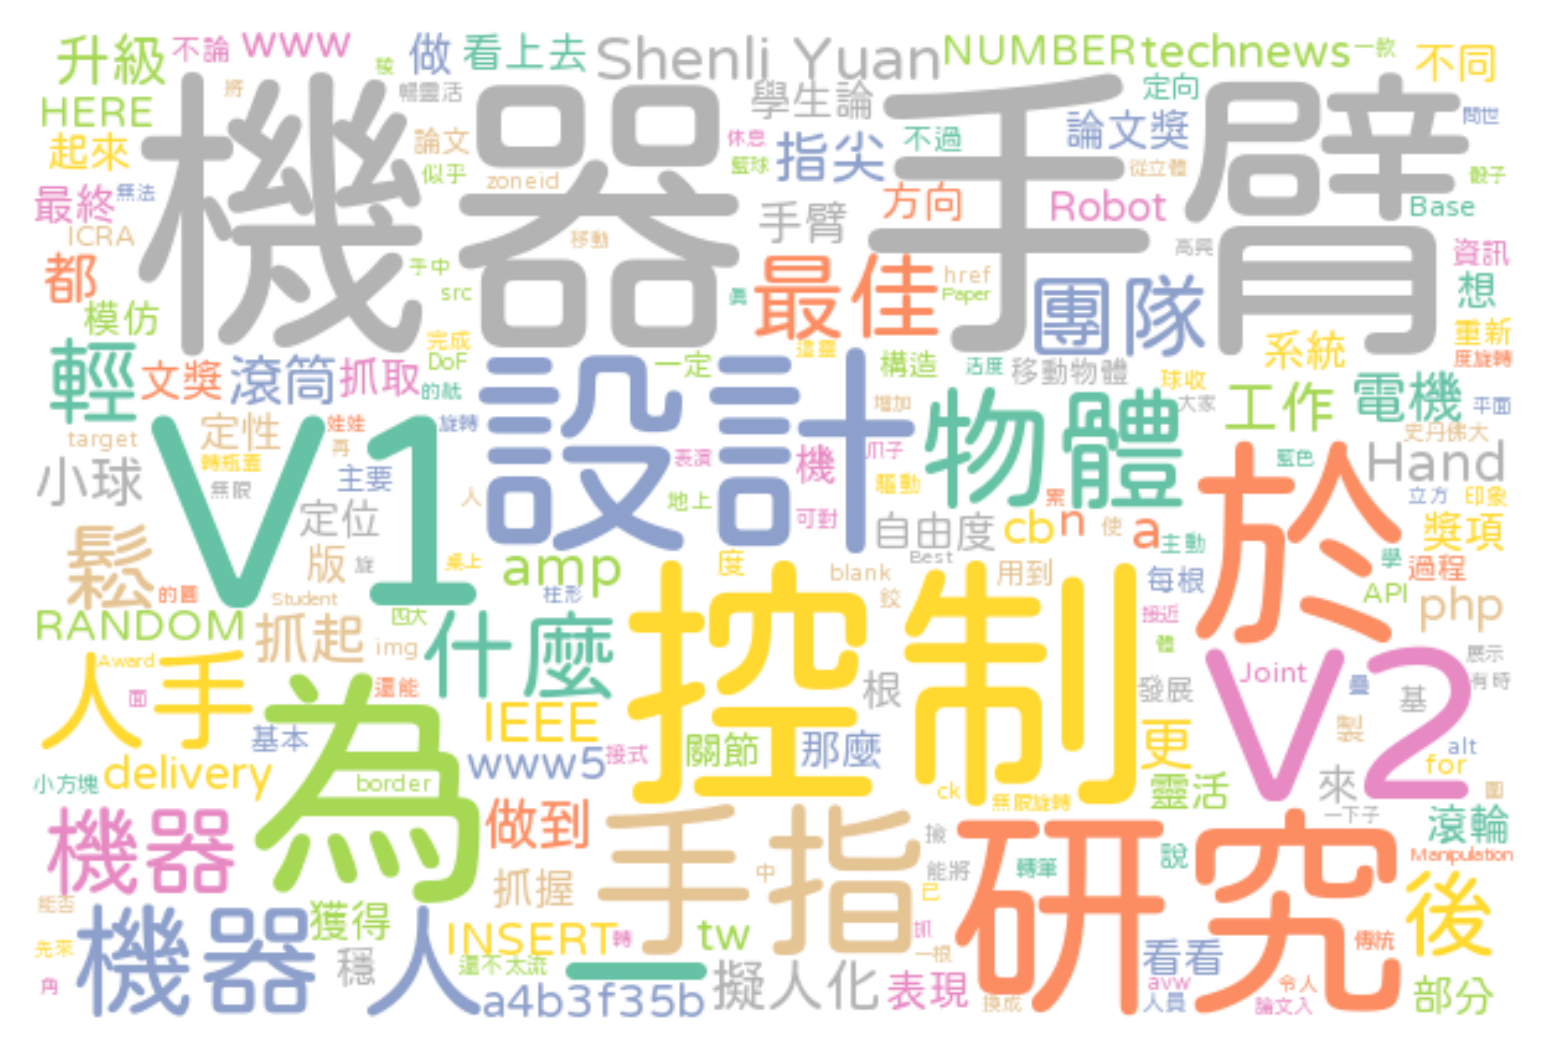 升級 不論 www 做 看上去 Shenli Yuan NUMBER technews 一款 不同
HERE 將 暢靈活 學生論 定向 問世
起來 論文 休息 指尖 不過 論文獎
機器手臂
似乎 zoneid 籃球 從立體 骰子
最終 無法 手臂 方向 Robot Base
ICRA 移動 高興 資訊
都 手中 src 最佳 href Paper 團隊 想
模仿 完成 一定 構造 系統 重新
輕 文獎 滾筒 抓取 DoF 的紙 活度 移動物體 球收 度旋轉
設計 物體 增加 大家 工作 電機 平面
target 定性 娃娃 旋轉 再 史丹佛大
V1 轉瓶蓋 表演 機 爪子 藍色 Hand
小球 無限 主要 人 地上 驅動 累 立方 印象
定位 可對 自由度 cb n 使 a 主動 獎項
於
鬆 版 旋 桌上 amp 度 Best 用到 每根 學 過程
的圓 Student 柱形 blank 鉸 接近 API php
RANDOM 抓起 四大 什麼 img 體 展示
控制
人手 Award 面 還能 根 發展 Joint 疊 基 有時
V2
為 基本 IEEE 關節 那麼 更 製 alt
小方塊 delivery border www5 接式 ck 無限旋轉 靈活 來 for 圓
機器 做到 手指 撿 說 一下子 滾輪
研究
抓握 中 能將 轉筆 Manipulation
能否 獲得 已 後
機器人 先來 INSERT 轉 tw 抓 一根 傳統
角 穩 還不太流 一 擬人化 表現 看看 avw 令人 部分
a4b3f35b 換成 人員 論文入